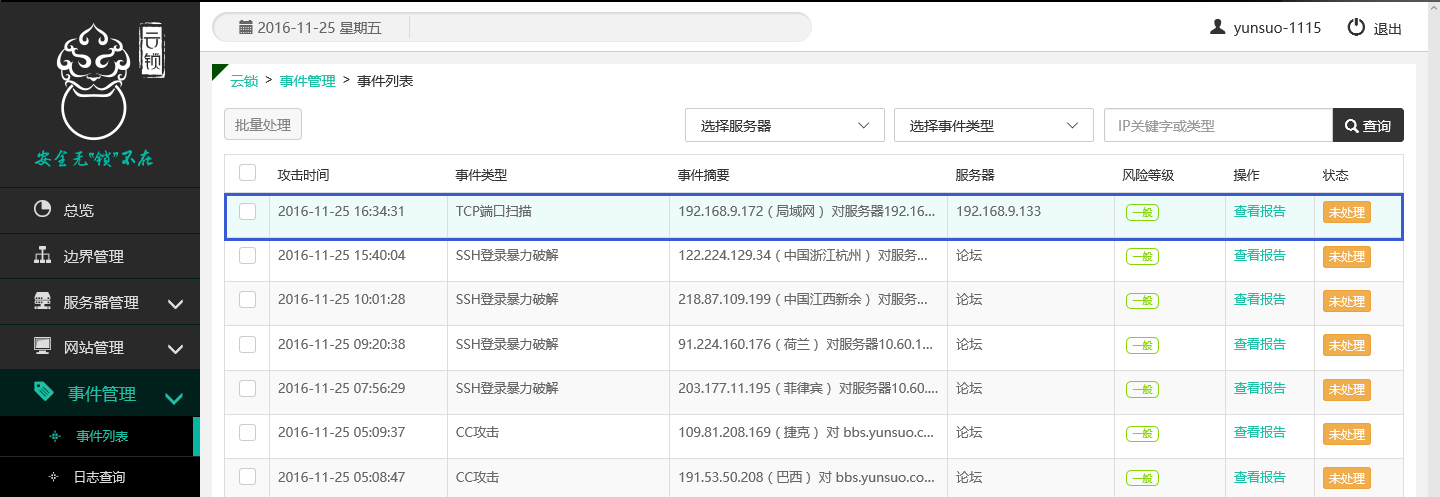 云锁
安全无“锁”不在
总览
边界管理
服务器管理
网站管理
事件管理
事件列表
日志查询
2016-11-25 星期五
yunsuo-1115 退出
云锁 > 事件管理 > 事件列表
批量处理 选择服务器 选择事件类型 IP关键字或类型 查询
攻击时间 事件类型 事件摘要 服务器 风险等级 操作 状态
2016-11-25 16:34:31 TCP端口扫描 192.168.9.172 ( 局域网 ) 对服务器192.16... 192.168.9.133 一般 查看报告 未处理
2016-11-25 15:40:04 SSH登录暴力破解 122.224.129.34 ( 中国浙江杭州 ) 对服务... 论坛 一般 查看报告 未处理
2016-11-25 10:01:28 SSH登录暴力破解 218.87.109.199 ( 中国江西新余 ) 对服务... 论坛 一般 查看报告 未处理
2016-11-25 09:20:38 SSH登录暴力破解 91.224.160.176 ( 荷兰 ) 对服务器10.60.1... 论坛 一般 查看报告 未处理
2016-11-25 07:56:29 SSH登录暴力破解 203.177.11.195 ( 菲律宾 ) 对服务器10.60.... 论坛 一般 查看报告 未处理
2016-11-25 05:09:37 CC攻击 109.81.208.169 ( 捷克 ) 对 bbs.yunsuo.c... 论坛 一般 查看报告 未处理
2016-11-25 05:08:47 CC攻击 191.53.50.208 ( 巴西 ) 对 bbs.yunsuo.co... 论坛 一般 查看报告 未处理